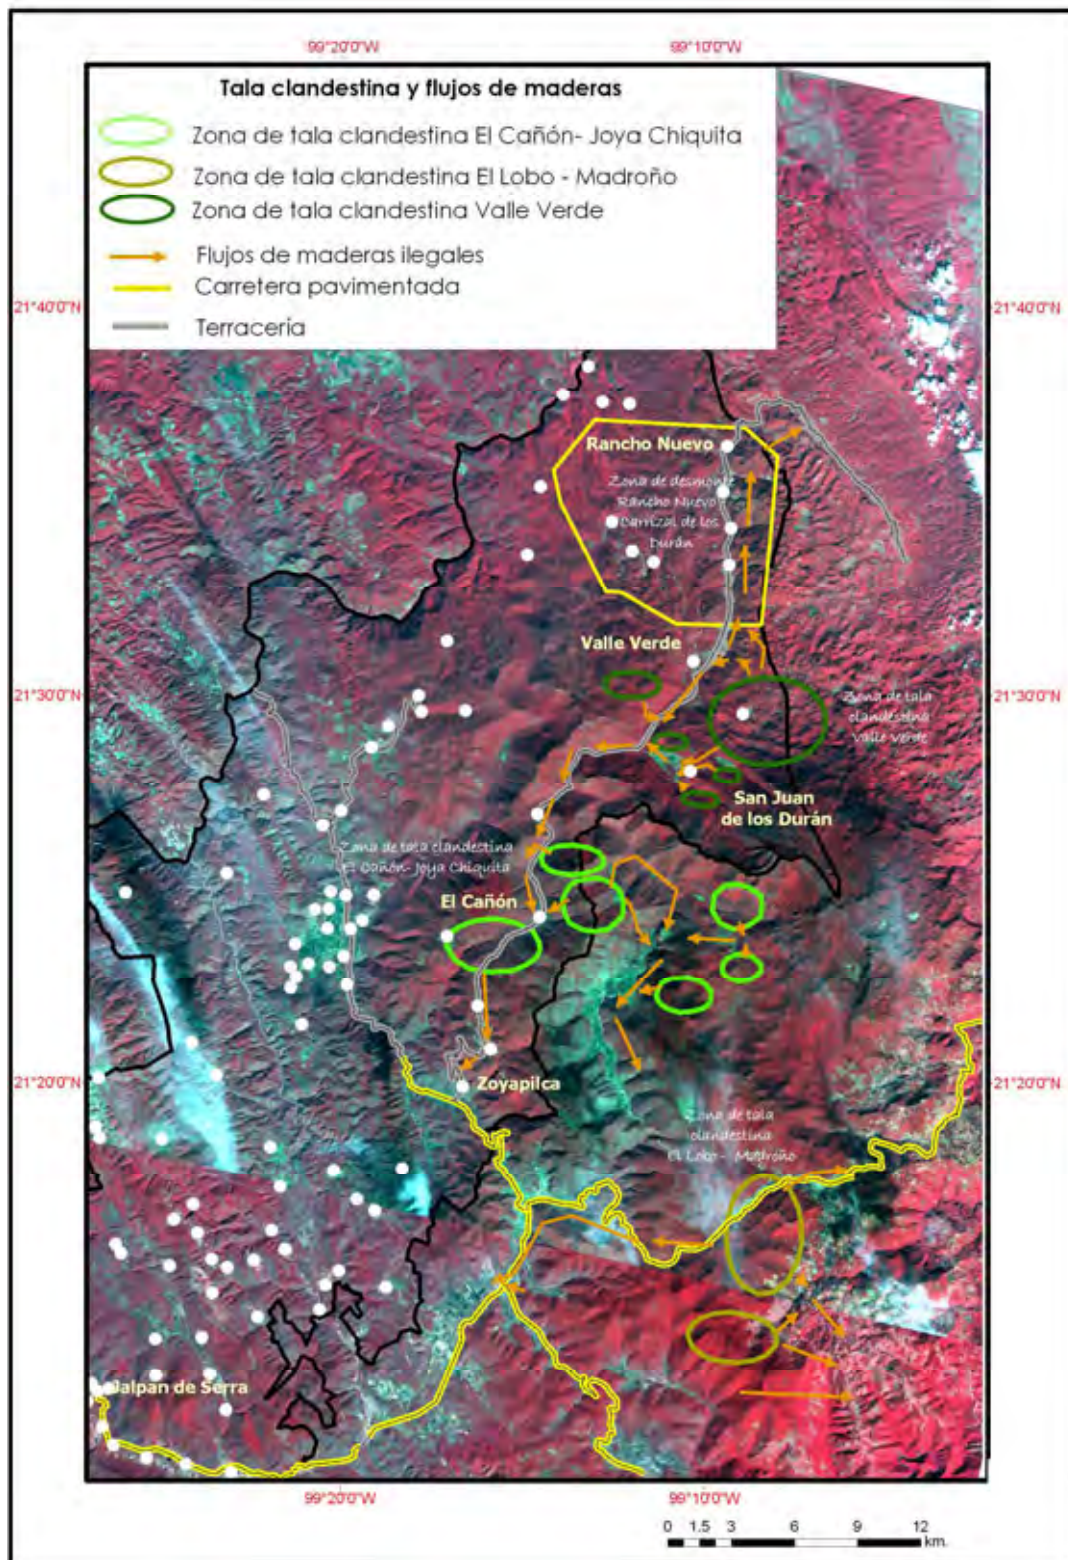 99°20'0"W
99°10'0"W
Tala clandestina y flujos de maderas
Zona de tala clandestina El Cañón- Joya Chiquita
Zona de tala clandestina El Lobo - Madroño
Zona de tala clandestina Valle Verde
Flujos de maderas ilegales
Carretera pavimentada
Terracería
21°40'0"N
21°40'0"N
Rancho Nuevo
Zona de desmonte
Rancho Nuevo
Carrizal de los
Durán
Valle Verde
21°30'0"N
21°30'0"N
Zona de tala
clandestina
Valle Verde
San Juan
de los Durán
Zona de tala clandestina
El Cañón- Joya Chiquita
El Cañón
21°20'0"N
21°20'0"N
Zoyapilca
Zona de tala
clandestina
El Lobo - Madroño
Jalpan de Serra
99°20'0"W
99°10'0"W
0 1.5 3 6 9 12
km.